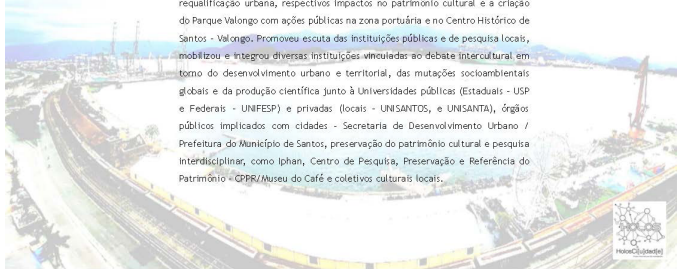 requalificação urbana, respectivos impactos no patrimônio cultural e a criação
do Parque Valongo com ações públicas na zona portuária e no Centro Histórico de
Santos - Valongo. Promoveu escuta das instituições públicas e de pesquisa locais,
mobilizou e integrou diversas instituições vinculadas ao debate intercultural em
torno do desenvolvimento urbano e territorial, das mutações socioambientais
globais e da produção científica junto à Universidades públicas (Estaduais - USP
e Federais - UNIFESP) e privadas (locais - UNISANTOS, e UNISANTA), órgãos
públicos implicados com cidades - Secretaria de Desenvolvimento Urbano /
Prefeitura do Município de Santos, preservação do patrimônio cultural e pesquisa
interdisciplinar, como Iphan, Centro de Pesquisa, Preservação e Referência do
Patrimônio - CPPR/Museu do Café e coletivos culturais locais.